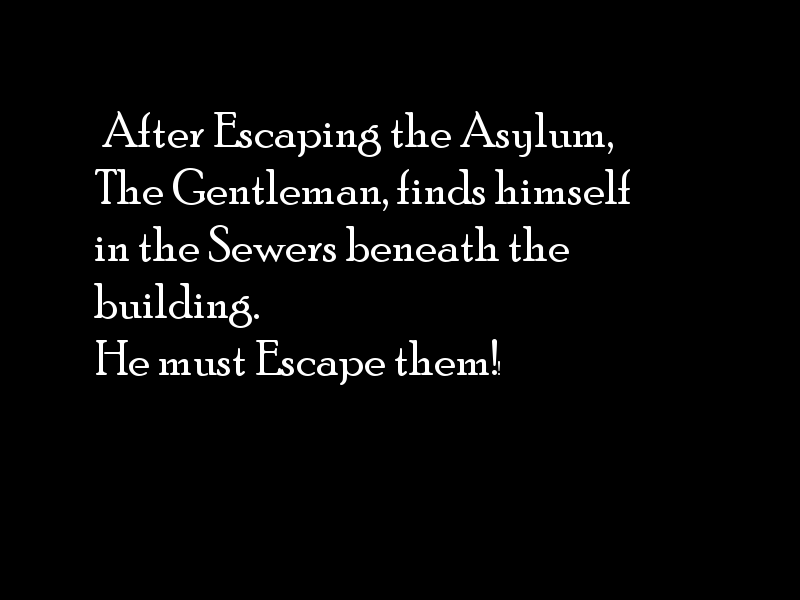 After Escaping the Asylum,
The Gentleman, finds himself
in the Sewers beneath the
building.
He must Escape them!!